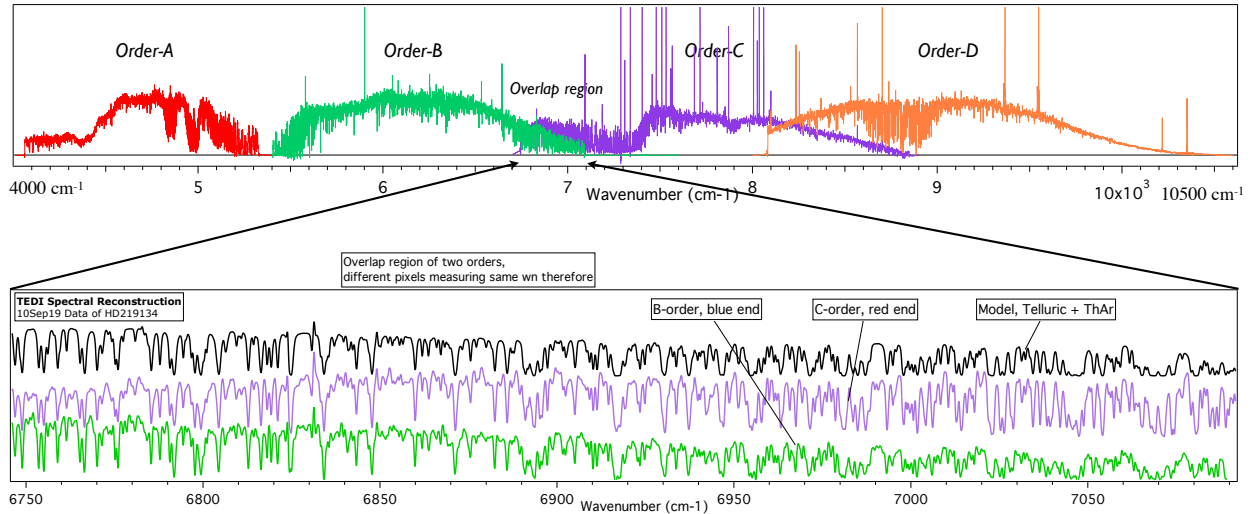 Order-A
Order-B
Order-C
Order-D
Overlap region
4000 cm-1
5
6
7
8
9
10x10³
10500 cm-1
Wavenumber (cm-1)
Overlap region of two orders,
different pixels measuring same wn therefore
TEDI Spectral Reconstruction
10Sep19 Data of HD219134
B-order, blue end
C-order, red end
Model, Telluric + ThAr
6750
6800
6850
6900
6950
7000
7050
Wavenumber (cm-1)